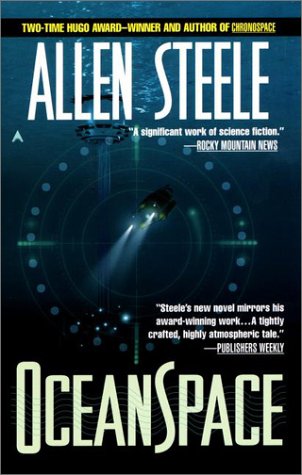 TWO-TIME HUGO AWARD–WINNER AND AUTHOR OF CHRONOSPACE
ALLEN STEELE
"A significant work of science fiction."
—ROCKY MOUNTAIN NEWS
"Steele's new novel mirrors his
award-winning work...A tightly
crafted, highly atmospheric tale."
—PUBLISHERS WEEKLY
OCEANSPACE